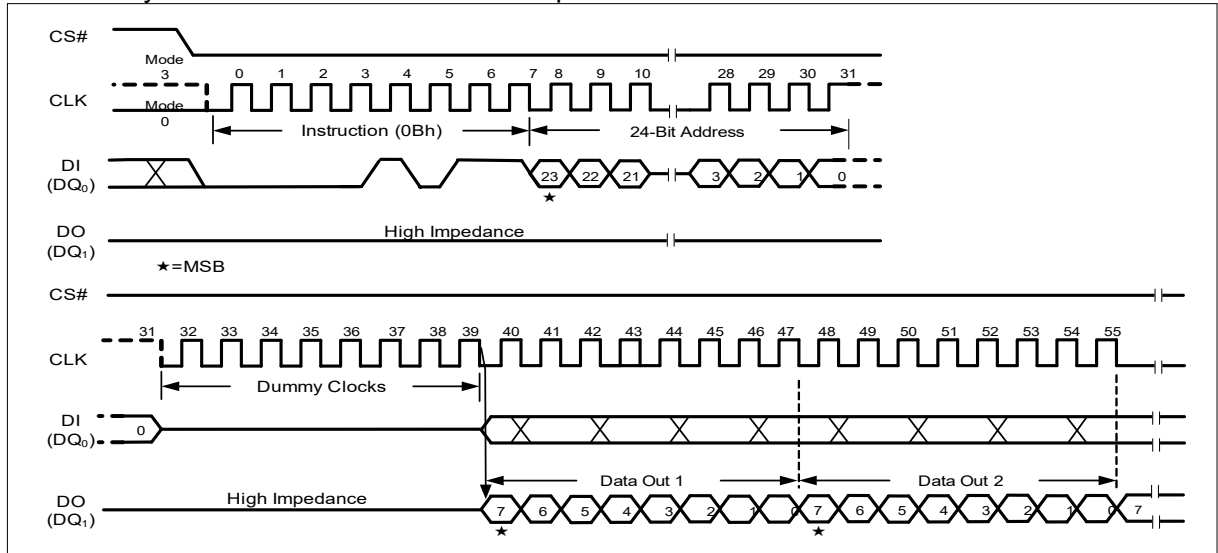 CS#
Mode 3
0 1 2 3 4 5 6 7 8 9 10 28 29 30 31
CLK
Mode 0
Instruction (0Bh) 24-Bit Address
DI (DQ0) 23 22 21 3 2 1 0
★
DO (DQ1) High Impedance
★=MSB
CS#
31 32 33 34 35 36 37 38 39 40 41 42 43 44 45 46 47 48 49 50 51 52 53 54 55
CLK
Dummy Clocks
DI (DQ0) 0
Data Out 1 Data Out 2
DO (DQ1) High Impedance 7 6 5 4 3 2 1 0 7 6 5 4 3 2 1 0 7
★ ★